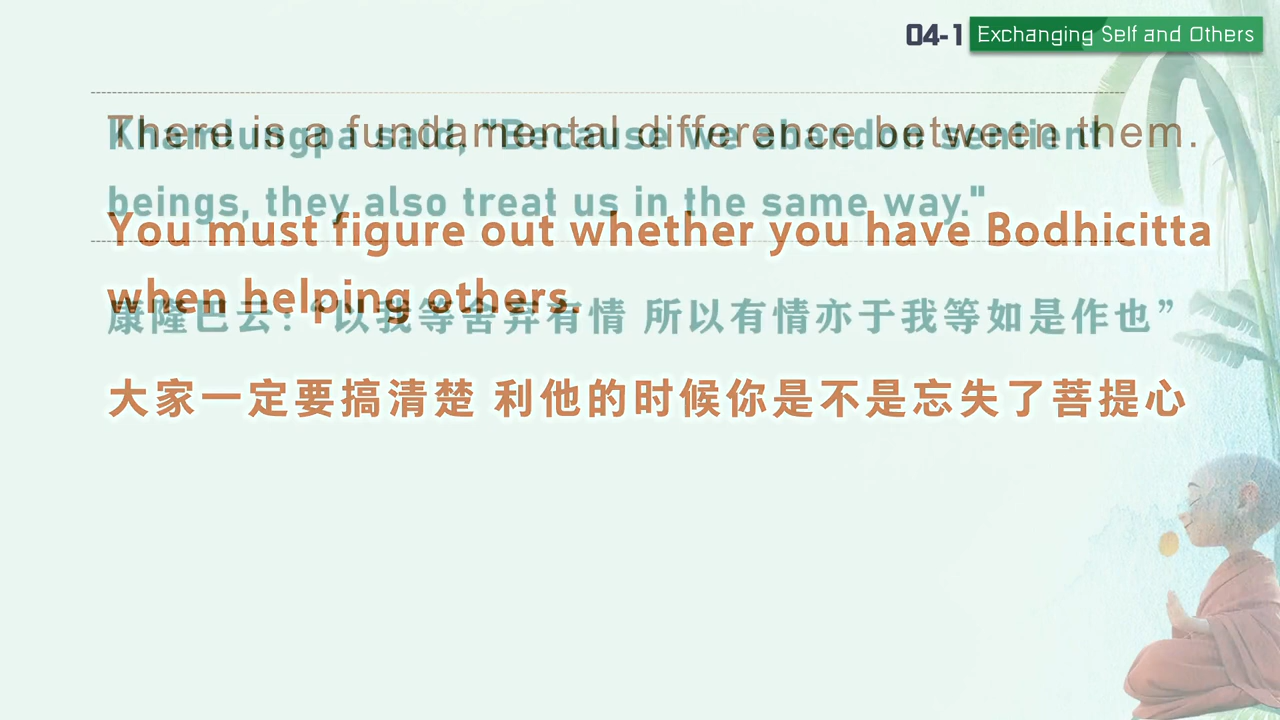 04-1 Exchanging Self and Others
There is a fundamental difference between them.
Khamlungpa said, "Because we abandon sentient
beings, they also treat us in the same way."
You must figure out whether you have Bodhicitta
when helping others.
康隆巴云：“以我等舍弃有情 所以有情亦于我等如是作也”
大家一定要搞清楚 利他的时候你是不是忘失了菩提心